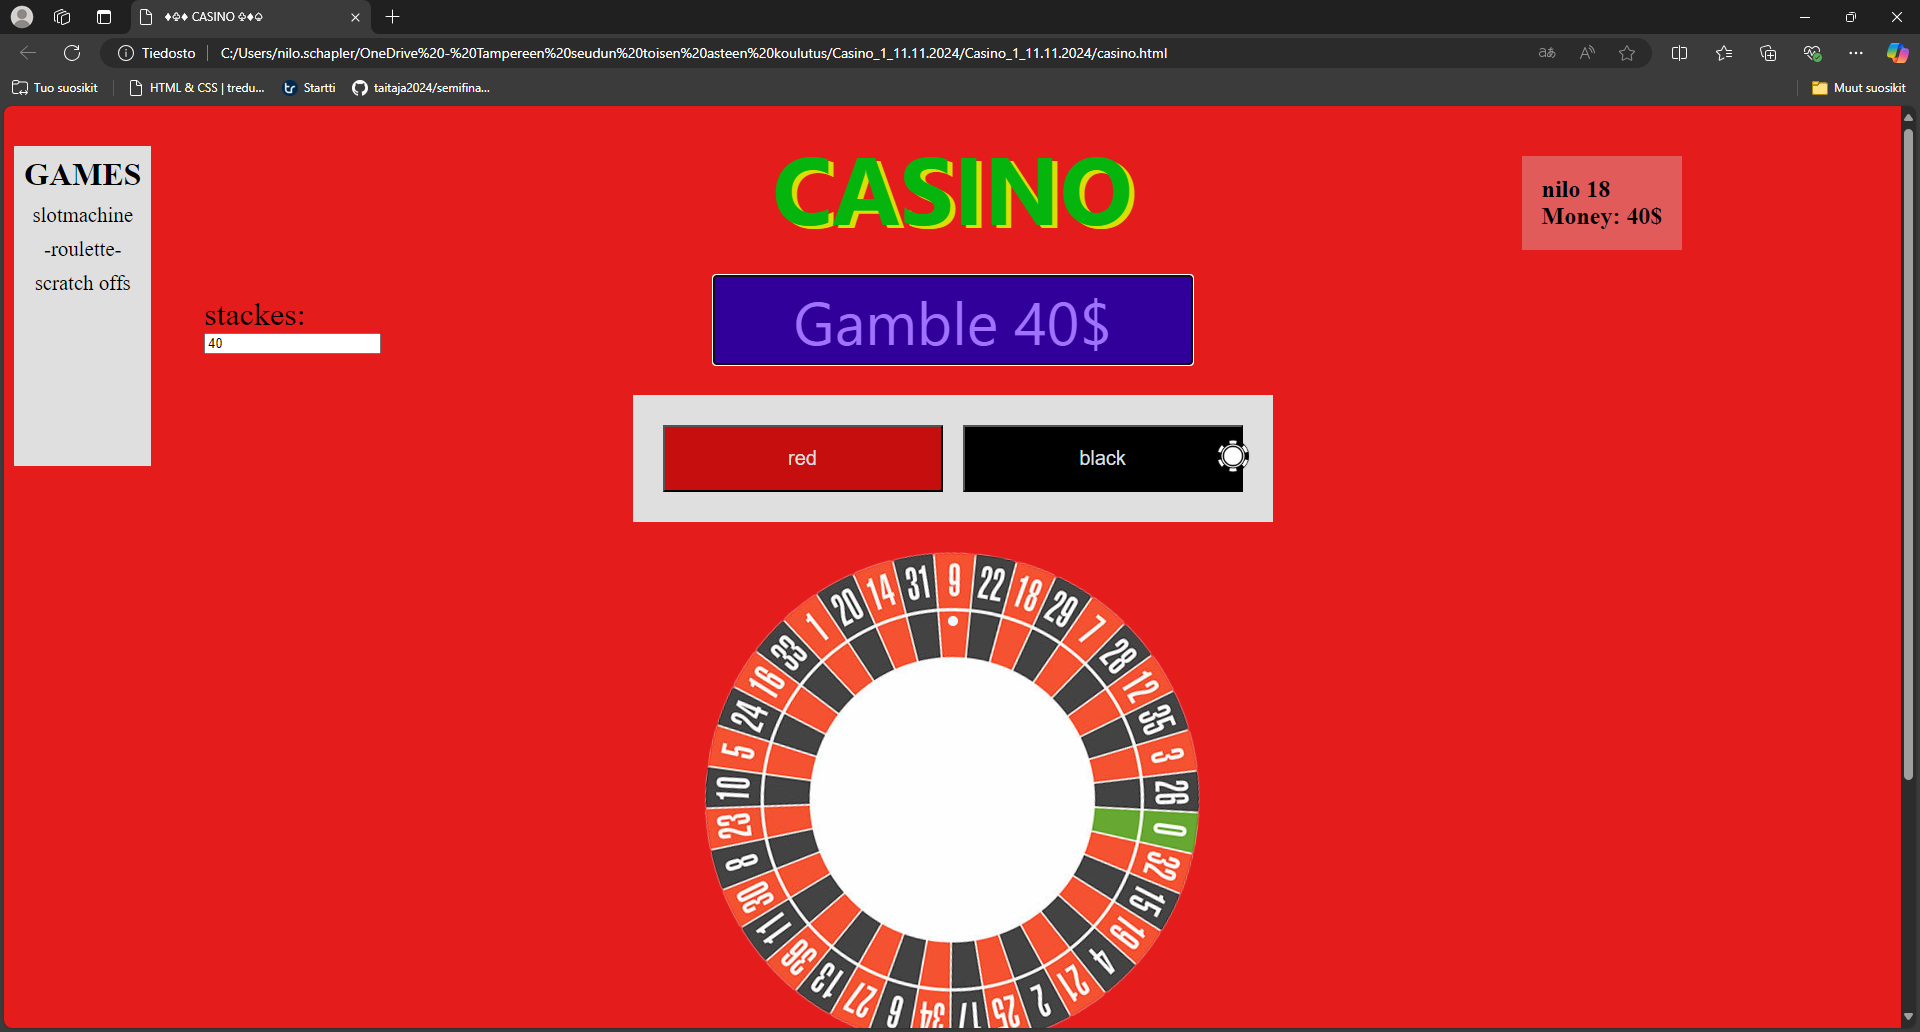 ♦♧♦ CASINO ♧♦♤
Tiedosto
C:/Users/nilo.schapler/OneDrive%20-%20Tampereen%20seudun%20toisen%20asteen%20koulutus/Casino_1_11.11.2024/Casino_1_11.11.2024/casino.html
Tuo suosikit
HTML & CSS | tredu...
Startti
taitaja2024/semifina...
Muut suosikit
GAMES
slotmachine
-roulette-
scratch offs
CASINO
nilo 18
Money: 40$
stackes:
40
Gamble 40$
red
black
9
22
18
29
7
28
12
35
3
26
0
32
15
19
4
21
2
25
17
34
6
27
13
36
11
30
8
23
10
5
24
16
33
1
20
14
31